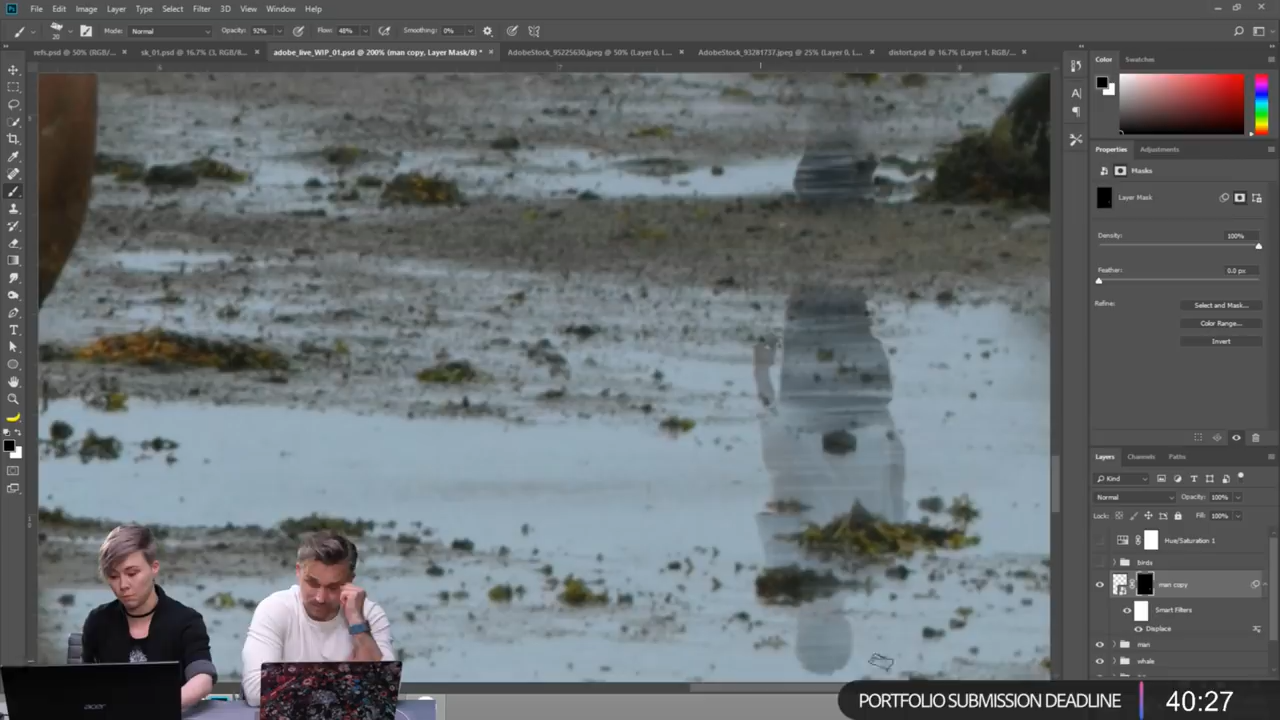 File Edit Image Layer Type Select Filter 3D View Window Help
Mode: Normal Opacity: 92% Flow: 48% Smoothing: 0%
refs.psd @ 50% (RGB/... × sk_01.psd @ 16.7% (3, RGB/8... × adobe_live_WIP_01.psd @ 200% (man copy, Layer Mask/8) * × AdobeStock_95225630.jpeg @ 50% (Layer 0, L... × AdobeStock_93281737.jpeg @ 25% (Layer 0, L... × distort.psd @ 16.7% (Layer 1, RGB/8... ×
Color Swatches
Properties Adjustments
Masks
Layer Mask
Density: 100%
Feather: 0.0 px
Refine: Select and Mask...
Color Range...
Invert
Layers Channels Paths
Kind
Normal Opacity: 100%
Lock: Fill: 100%
Hue/Saturation 1
birds
man copy
Smart Filters
Displace
man
whale
acer
PORTFOLIO SUBMISSION DEADLINE 40:27